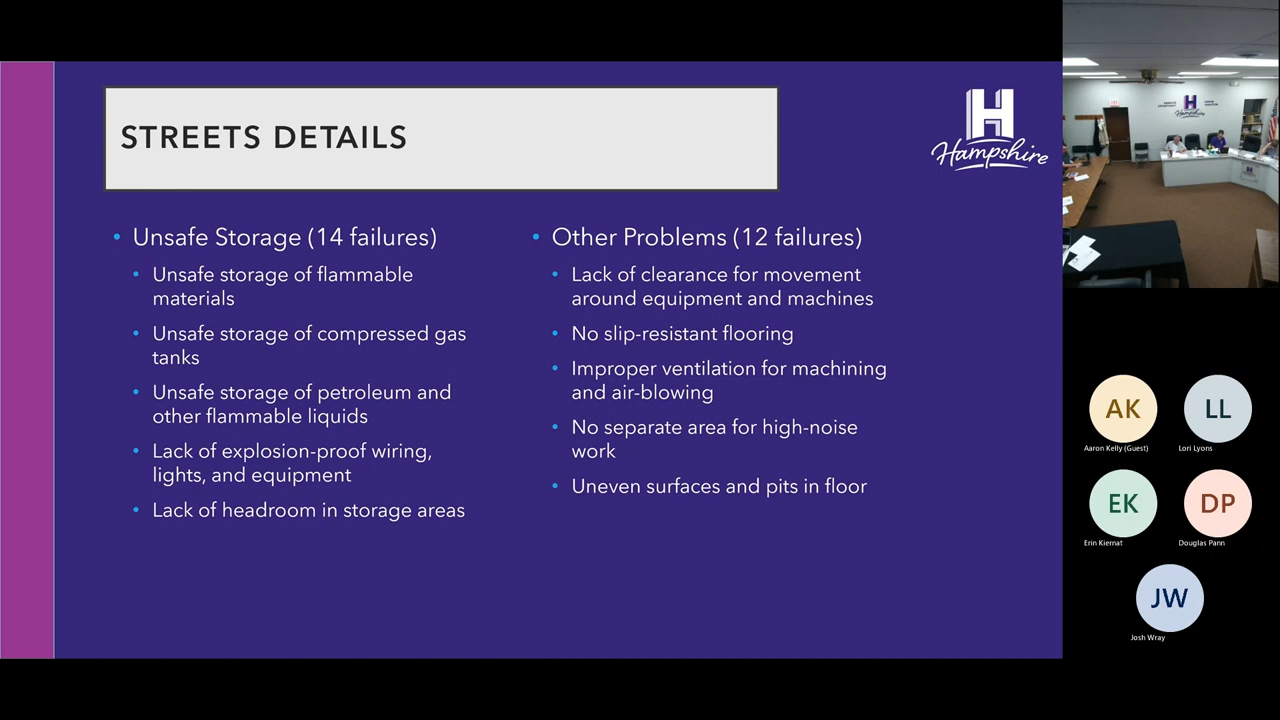 STREETS DETAILS
H
Hampshire
• Unsafe Storage (14 failures)
• Unsafe storage of flammable
materials
• Unsafe storage of compressed gas
tanks
• Unsafe storage of petroleum and
other flammable liquids
• Lack of explosion-proof wiring,
lights, and equipment
• Lack of headroom in storage areas
• Other Problems (12 failures)
• Lack of clearance for movement
around equipment and machines
• No slip-resistant flooring
• Improper ventilation for machining
and air-blowing
• No separate area for high-noise
work
• Uneven surfaces and pits in floor
H
Hampshire
AK
Aaron Kelly (Guest)
LL
Lori Lyons
EK
Erin Kiernat
DP
Douglas Pann
JW
Josh Wray